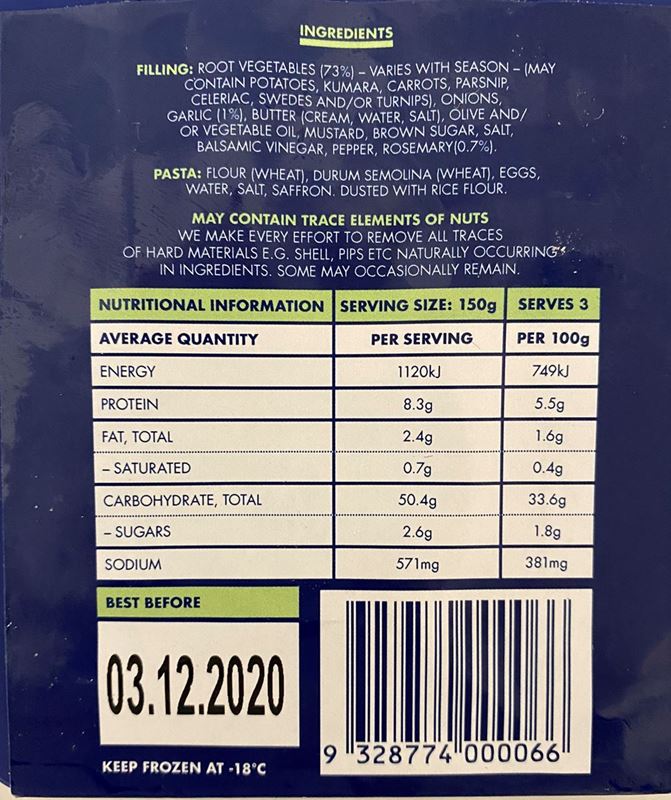 INGREDIENTS
FILLING: ROOT VEGETABLES (73%) – VARIES WITH SEASON – (MAY
CONTAIN POTATOES, KUMARA, CARROTS, PARSNIP,
CELERIAC, SWEDES AND/OR TURNIPS), ONIONS,
GARLIC (1%), BUTTER (CREAM, WATER, SALT), OLIVE AND/
OR VEGETABLE OIL, MUSTARD, BROWN SUGAR, SALT,
BALSAMIC VINEGAR, PEPPER, ROSEMARY(0.7%).
PASTA: FLOUR (WHEAT), DURUM SEMOLINA (WHEAT), EGGS,
WATER, SALT, SAFFRON. DUSTED WITH RICE FLOUR.
MAY CONTAIN TRACE ELEMENTS OF NUTS
WE MAKE EVERY EFFORT TO REMOVE ALL TRACES
OF HARD MATERIALS E.G. SHELL, PIPS ETC NATURALLY OCCURRING
IN INGREDIENTS. SOME MAY OCCASIONALLY REMAIN.
NUTRITIONAL INFORMATION SERVING SIZE: 150g SERVES 3
AVERAGE QUANTITY PER SERVING PER 100g
ENERGY 1120kJ 749kJ
PROTEIN 8.3g 5.5g
FAT, TOTAL 2.4g 1.6g
– SATURATED 0.7g 0.4g
CARBOHYDRATE, TOTAL 50.4g 33.6g
– SUGARS 2.6g 1.8g
SODIUM 571mg 381mg
BEST BEFORE
03.12.2020
KEEP FROZEN AT -18°C
9 328774 000066